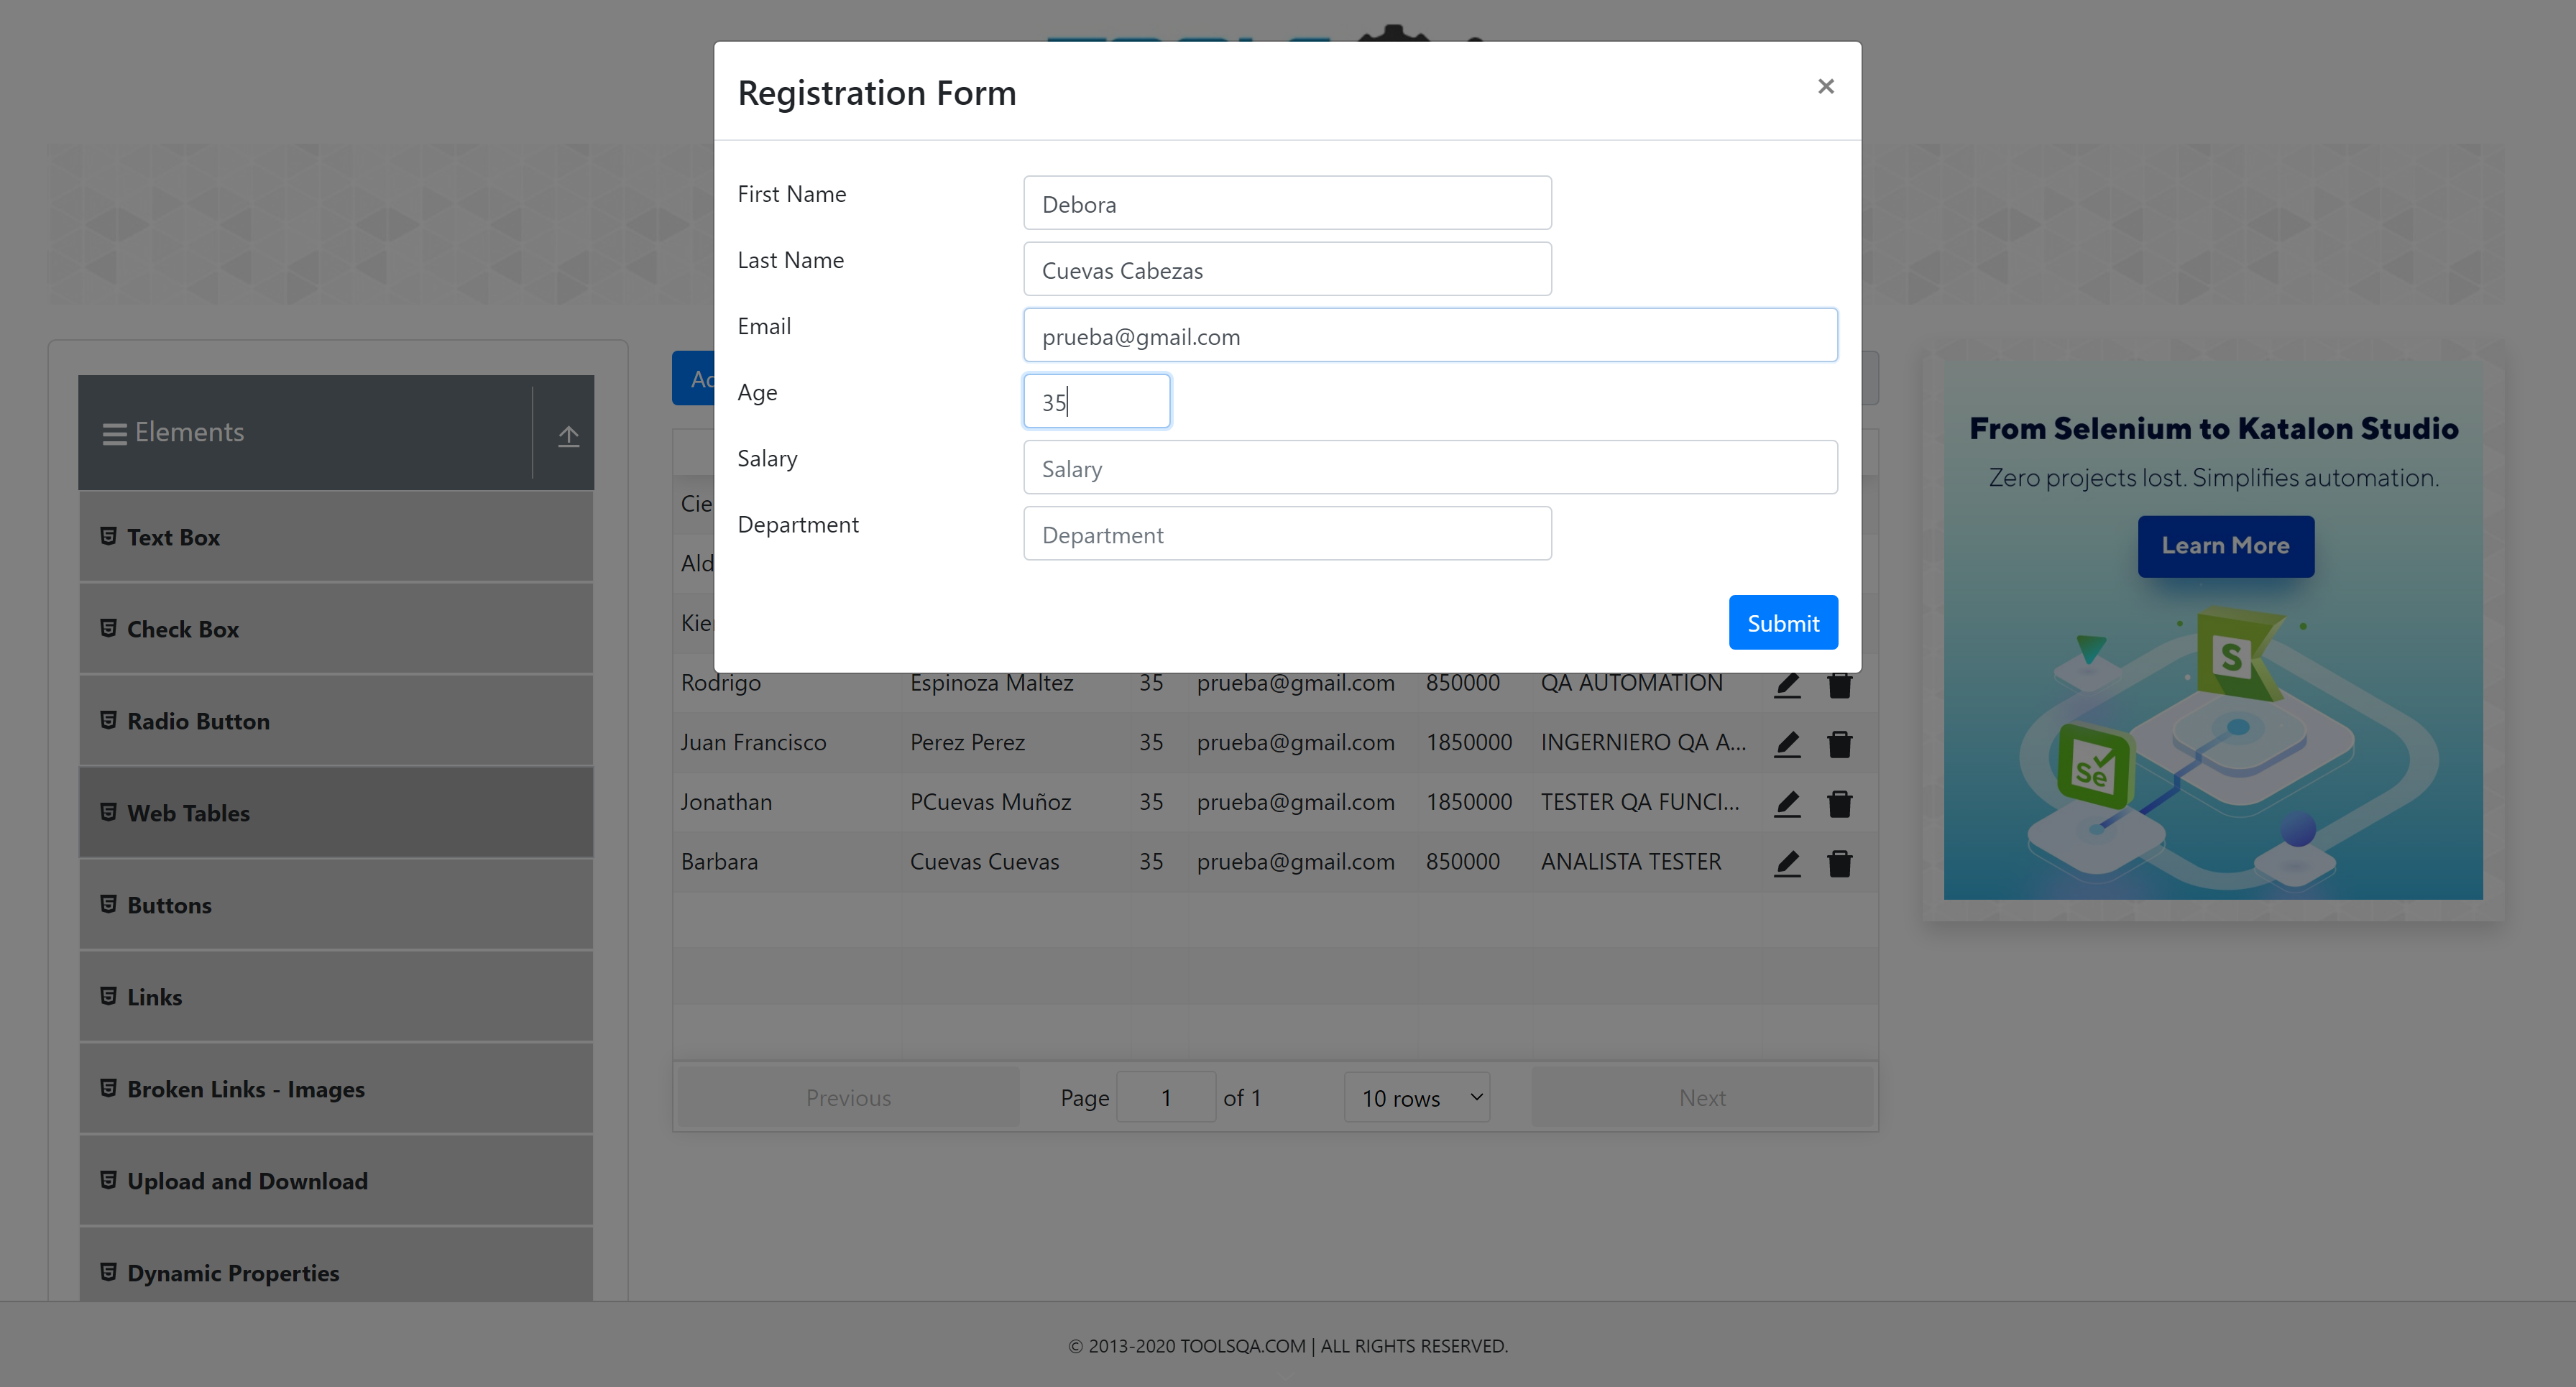 Registration Form
×
First Name
Debora
Last Name
Cuevas Cabezas
Email
prueba@gmail.com
Age
35
Salary
Salary
Department
Department
Submit
Elements
Text Box
Check Box
Radio Button
Web Tables
Buttons
Links
Broken Links - Images
Upload and Download
Dynamic Properties
Rodrigo Espinoza Maltez 35 prueba@gmail.com 850000 QA AUTOMATION
Juan Francisco Perez Perez 35 prueba@gmail.com 1850000 INGERNIERO QA A...
Jonathan PCuevas Muñoz 35 prueba@gmail.com 1850000 TESTER QA FUNCI...
Barbara Cuevas Cuevas 35 prueba@gmail.com 850000 ANALISTA TESTER
Previous Page 1 of 1 10 rows Next
From Selenium to Katalon Studio
Zero projects lost. Simplifies automation.
Learn More
S
Se
© 2013-2020 TOOLSQA.COM | ALL RIGHTS RESERVED.